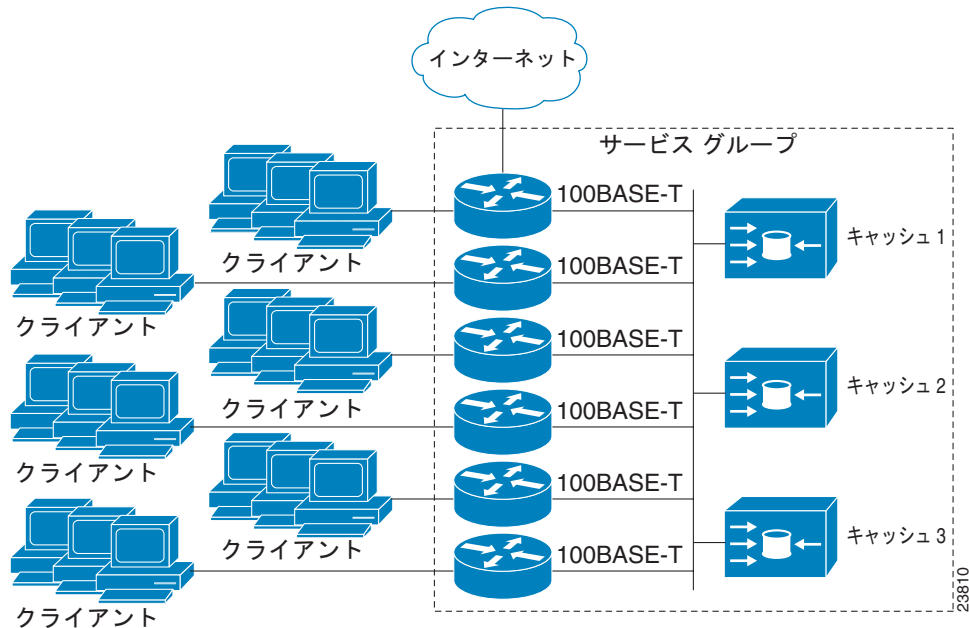 インターネット
サービス グループ
100BASE-T
キャッシュ 1
クライアント
100BASE-T
クライアント
100BASE-T
キャッシュ 2
クライアント
100BASE-T
クライアント
100BASE-T
キャッシュ 3
クライアント
100BASE-T
クライアント
23810